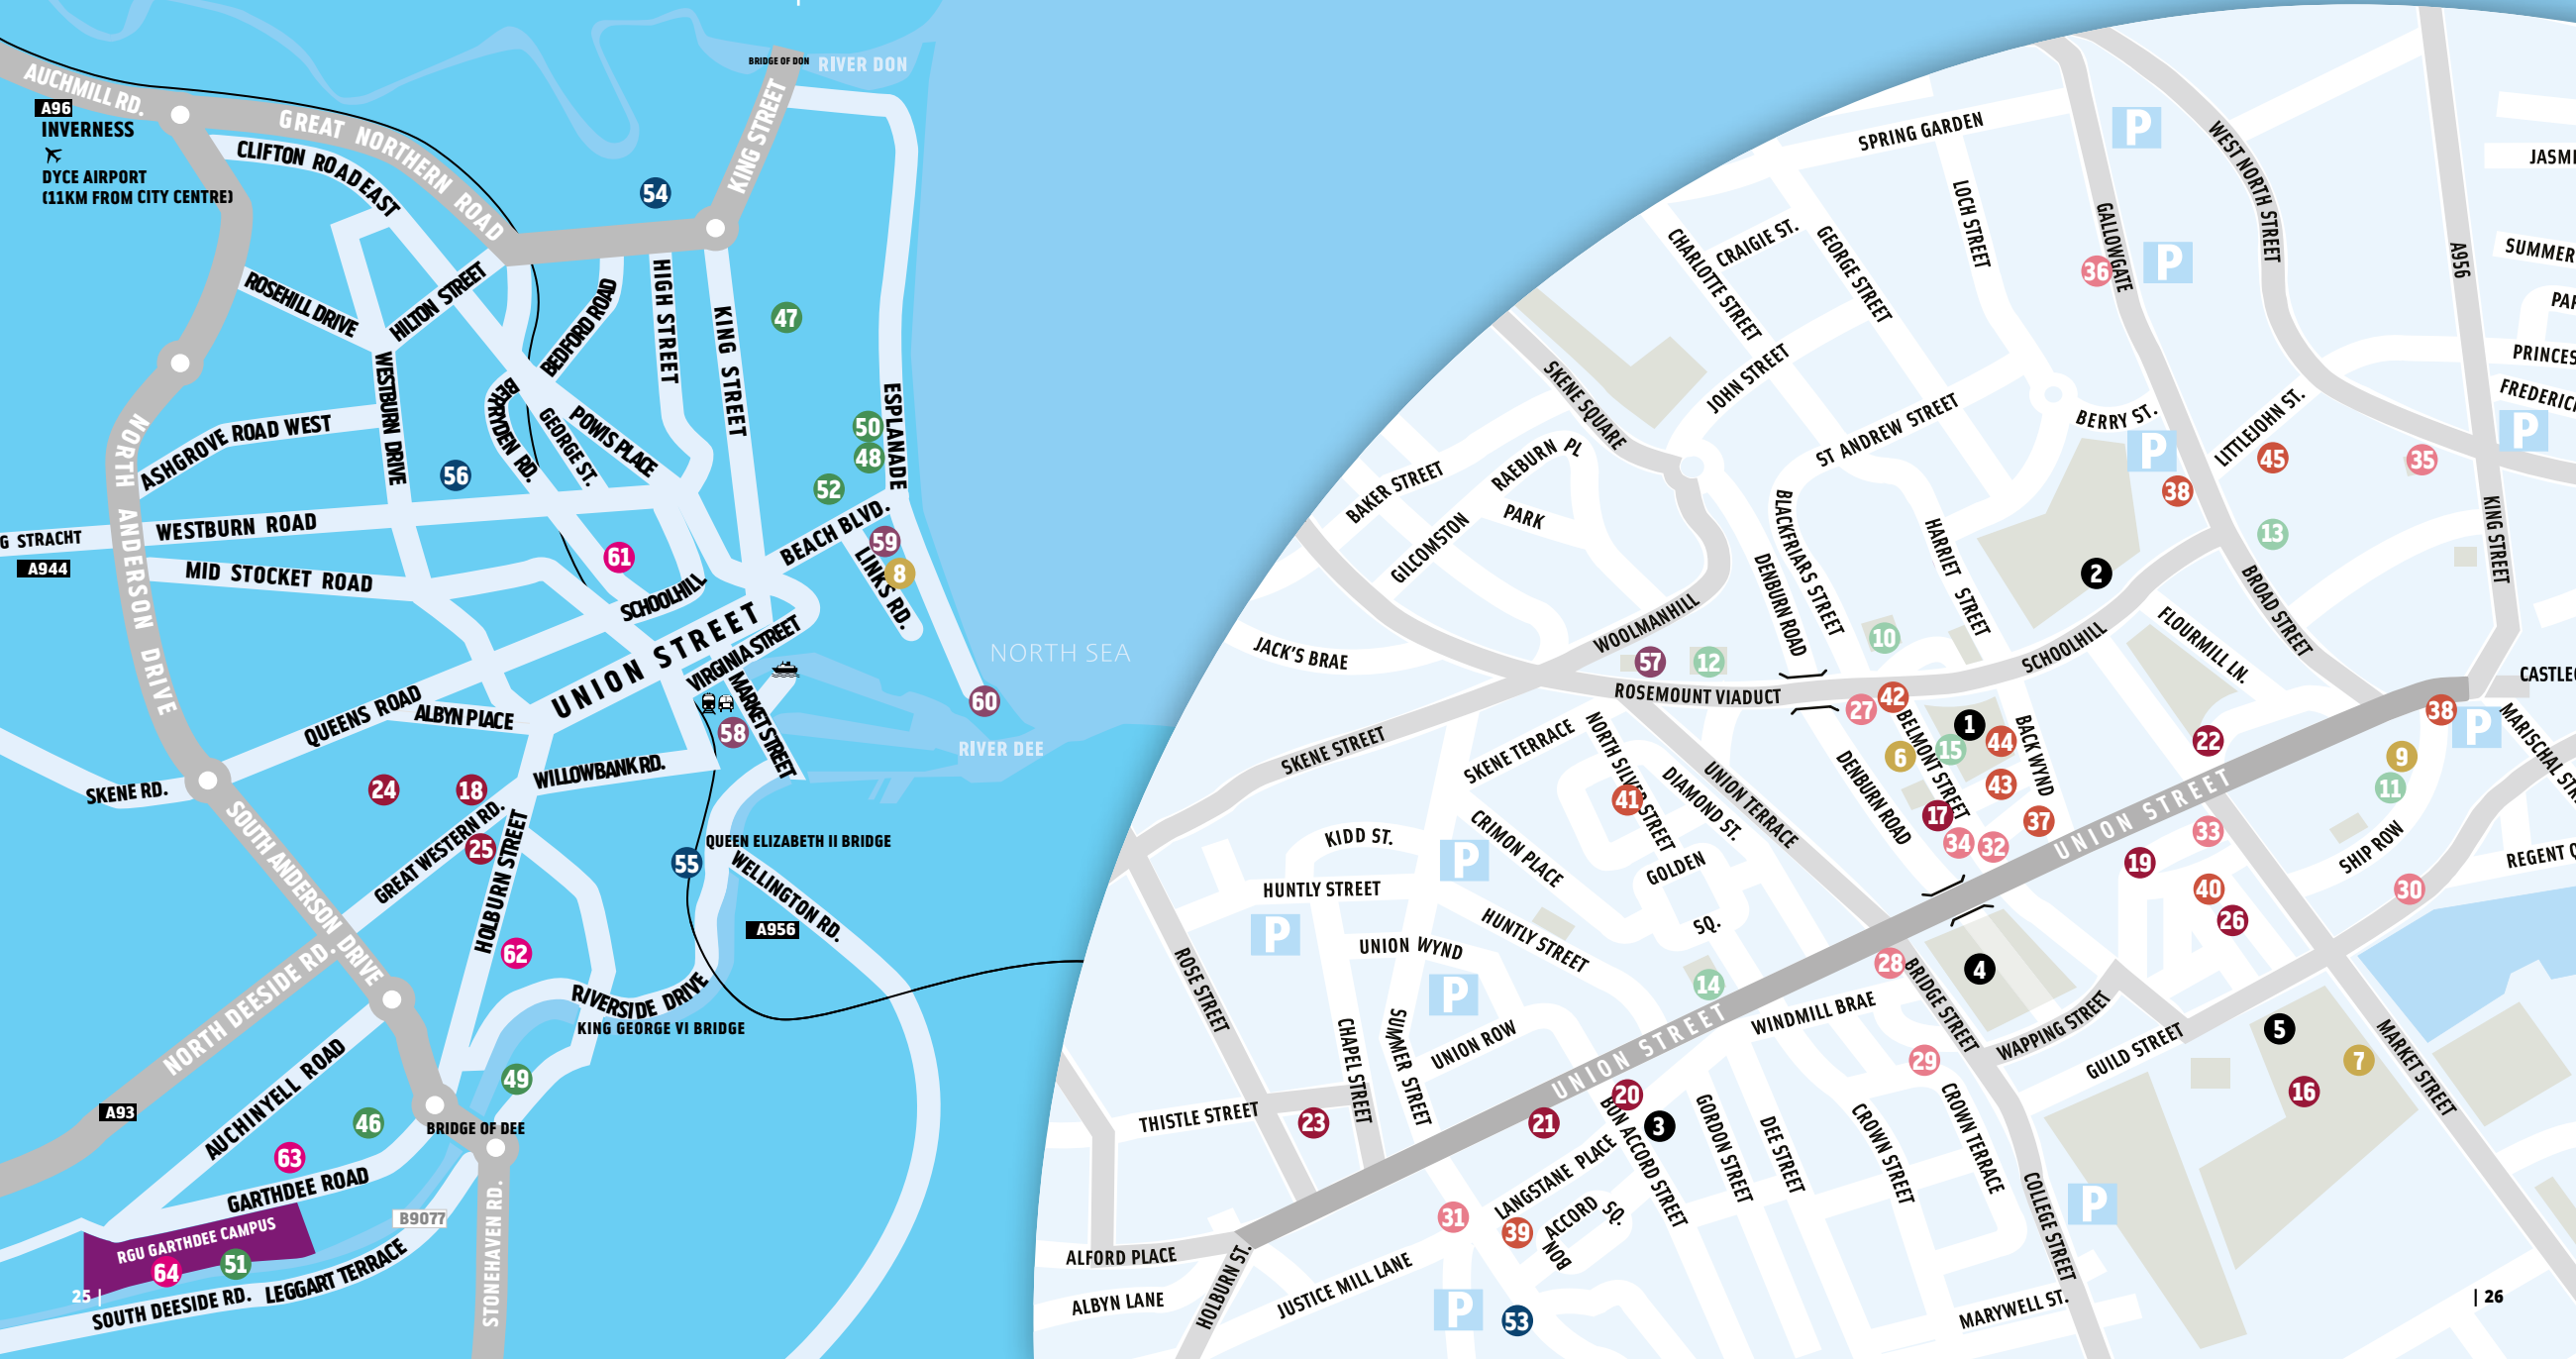 BRIDGE OF DON
RIVER DON
AUCHMILL RD.
A96
INVERNESS
DYCE AIRPORT
(11KM FROM CITY CENTRE)
GREAT NORTHERN ROAD
CLIFTON ROAD EAST
KING STREET
54
ROSEHILL DRIVE
HILTON STREET
BEDFORD ROAD
HIGH STREET
KING STREET
47
WESTBURN DRIVE
BERRYDEN RD.
GEORGE ST.
POWIS PLACE
ESPLANADE
50
48
52
NORTH ANDERSON DRIVE
ASHGROVE ROAD WEST
56
G STRACHT
WESTBURN ROAD
A944
MID STOCKET ROAD
61
BEACH BLVD.
59
8
LINKS RD.
SCHOOLHILL
UNION STREET
VIRGINIA STREET
MARKET STREET
NORTH SEA
58
60
RIVER DEE
QUEENS ROAD
ALBYN PLACE
SKENE RD.
24
18
WILLOWBANK RD.
GREAT WESTERN RD.
25
HOLBURN STREET
SOUTH ANDERSON DRIVE
QUEEN ELIZABETH II BRIDGE
55
WELLINGTON RD.
A956
62
NORTH DEESIDE RD.
RIVERSIDE DRIVE
KING GEORGE VI BRIDGE
AUCHINYELL ROAD
A93
49
46
BRIDGE OF DEE
63
GARTHDEE ROAD
B9077
RGU GARTHDEE CAMPUS
64
51
25 |
SOUTH DEESIDE RD.
LEGGART TERRACE
STONEHAVEN RD.
SPRING GARDEN
P
WEST NORTH STREET
JASMI
LOCH STREET
GALLOWGATE
36
P
A956
SUMMER
CRAIGIE ST.
CHARLOTTE STREET
GEORGE STREET
PAR
PRINCES
FREDERICK
P
JOHN STREET
SKENE SQUARE
ST ANDREW STREET
BERRY ST.
P
38
LITTLEJOHN ST.
45
35
BAKER STREET
RAEBURN PL
PARK
GILCOMSTON
BLACKFRIARS STREET
HARRIET STREET
13
KING STREET
2
DENBURN ROAD
10
BROAD STREET
JACK'S BRAE
WOOLMANHILL
57
12
SCHOOLHILL
FLOURMILL LN.
ROSEMOUNT VIADUCT
27
42
1
44
BACK WYND
CASTLEG
38
P
MARISCHAL STR
SKENE STREET
SKENE TERRACE
NORTH SILVER STREET
41
DIAMOND ST.
UNION TERRACE
DENBURN ROAD
BELMONT STREET
6
15
43
17
34
32
37
22
9
11
UNION STREET
33
19
SHIP ROW
REGENT Q
KIDD ST.
P
CRIMON PLACE
GOLDEN
SQ.
HUNTLY STREET
40
30
26
P
UNION WYND
HUNTLY STREET
P
14
28
BRIDGE STREET
4
ROSE STREET
CHAPEL STREET
SUMMER STREET
UNION ROW
UNION STREET
WINDMILL BRAE
WAPPING STREET
GUILD STREET
5
7
16
MARKET STREET
29
THISTLE STREET
23
21
20
3
BON ACCORD STREET
GORDON STREET
DEE STREET
CROWN STREET
CROWN TERRACE
LANGSTANE PLACE
31
39
BON
ACCORD
SQ.
COLLEGE STREET
P
ALFORD PLACE
ALBYN LANE
HOLBURN ST.
JUSTICE MILL LANE
P
53
MARYWELL ST.
| 26